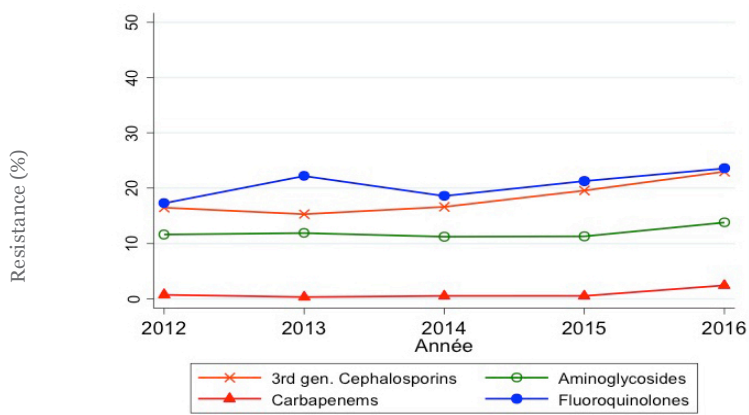 Resistance (%)
50
40
30
20
10
0
2012 2013 2014 2015 2016
Année
3rd gen. Cephalosporins Aminoglycosides
Carbapenems Fluoroquinolones